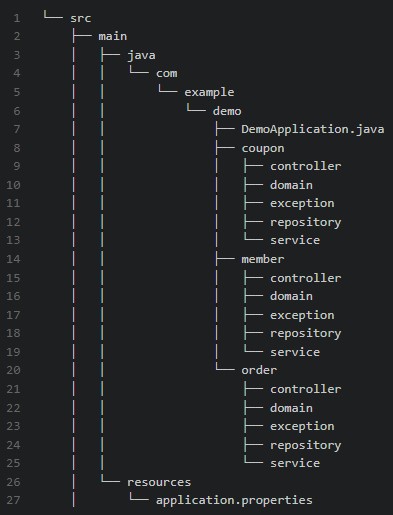 1 └── src
2     ├── main
3     │   ├── java
4     │   │   └── com
5     │   │       └── example
6     │   │           └── demo
7     │   │               ├── DemoApplication.java
8     │   │               ├── coupon
9     │   │               │   ├── controller
10     │   │               │   ├── domain
11     │   │               │   ├── exception
12     │   │               │   ├── repository
13     │   │               │   └── service
14     │   │               ├── member
15     │   │               │   ├── controller
16     │   │               │   ├── domain
17     │   │               │   ├── exception
18     │   │               │   ├── repository
19     │   │               │   └── service
20     │   │               └── order
21     │   │                   ├── controller
22     │   │                   ├── domain
23     │   │                   ├── exception
24     │   │                   ├── repository
25     │   │                   └── service
26     │   └── resources
27     │       └── application.properties